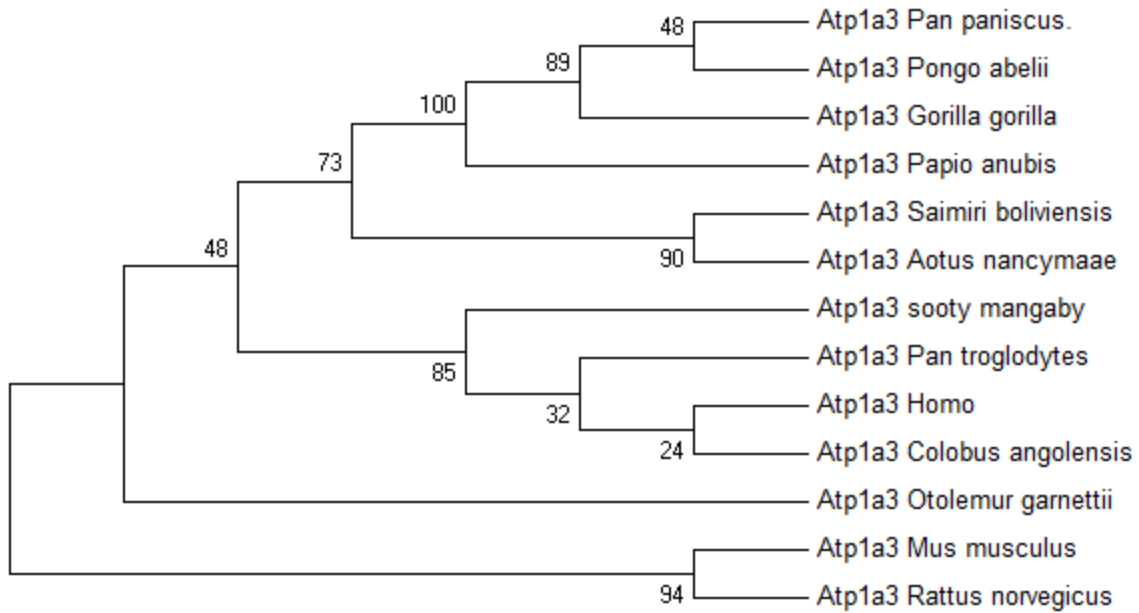 48
Atp1a3 Pan paniscus.
89
Atp1a3 Pongo abelii
100
Atp1a3 Gorilla gorilla
73
Atp1a3 Papio anubis
Atp1a3 Saimiri boliviensis
48
90
Atp1a3 Aotus nancymaae
Atp1a3 sooty mangaby
85
Atp1a3 Pan troglodytes
32
Atp1a3 Homo
24
Atp1a3 Colobus angolensis
Atp1a3 Otolemur garnettii
Atp1a3 Mus musculus
94
Atp1a3 Rattus norvegicus